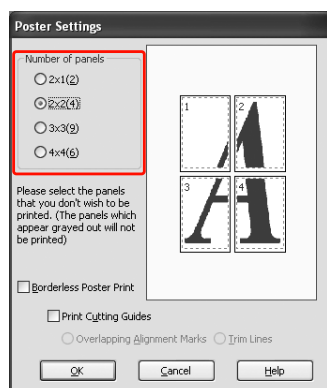 Poster Settings
Number of panels
2x1(2)
2x2(4)
3x3(9)
4x4(6)
1
2
3
4
Please select the panels
that you don't wish to be
printed. (The panels which
appear grayed out will not
be printed)
Borderless Poster Print
Print Cutting Guides
Overlapping Alignment Marks
Trim Lines
OK
Cancel
Help